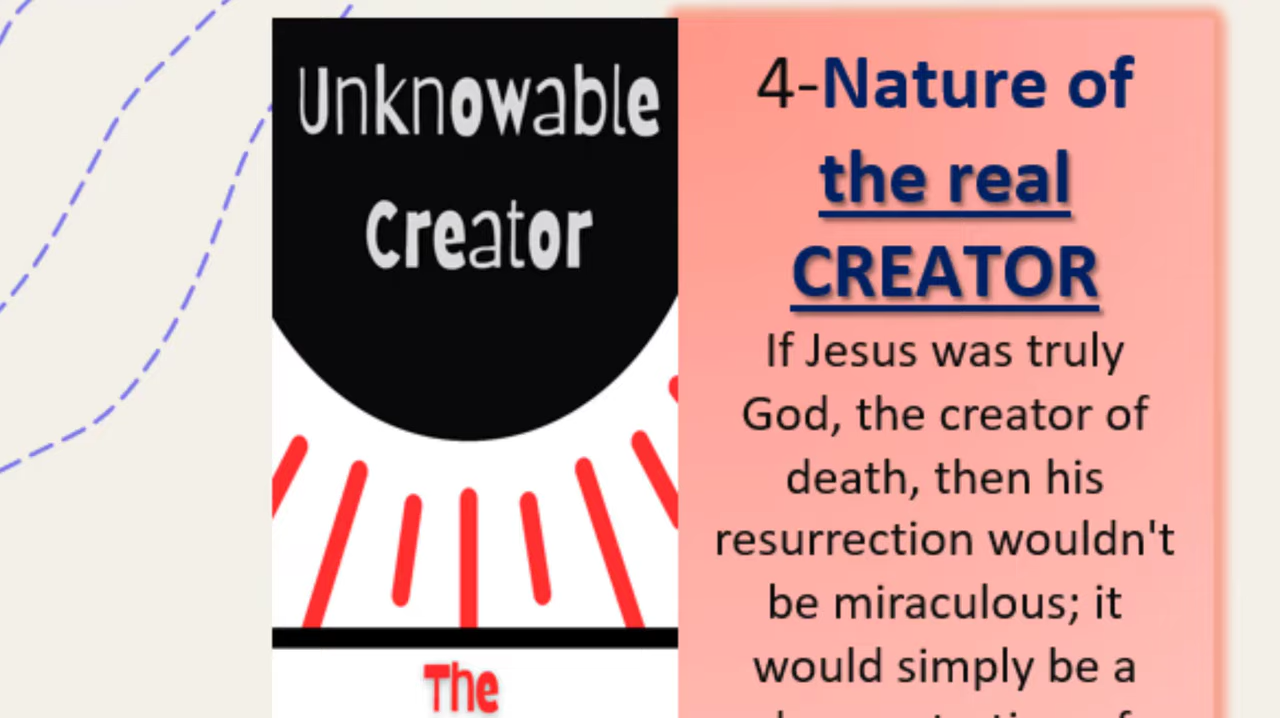 Unknowable
Creator
The
4-Nature of
the real
CREATOR
If Jesus was truly
God, the creator of
death, then his
resurrection wouldn't
be miraculous; it
would simply be a